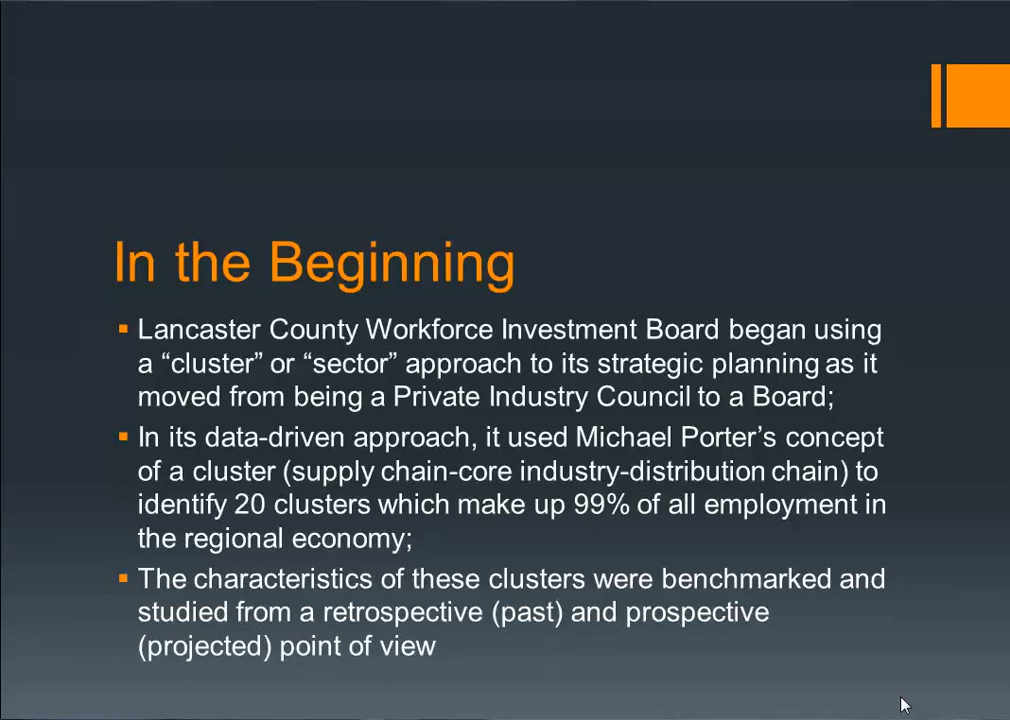 In the Beginning
▪ Lancaster County Workforce Investment Board began using
a “cluster” or “sector” approach to its strategic planning as it
moved from being a Private Industry Council to a Board;
▪ In its data-driven approach, it used Michael Porter’s concept
of a cluster (supply chain-core industry-distribution chain) to
identify 20 clusters which make up 99% of all employment in
the regional economy;
▪ The characteristics of these clusters were benchmarked and
studied from a retrospective (past) and prospective
(projected) point of view